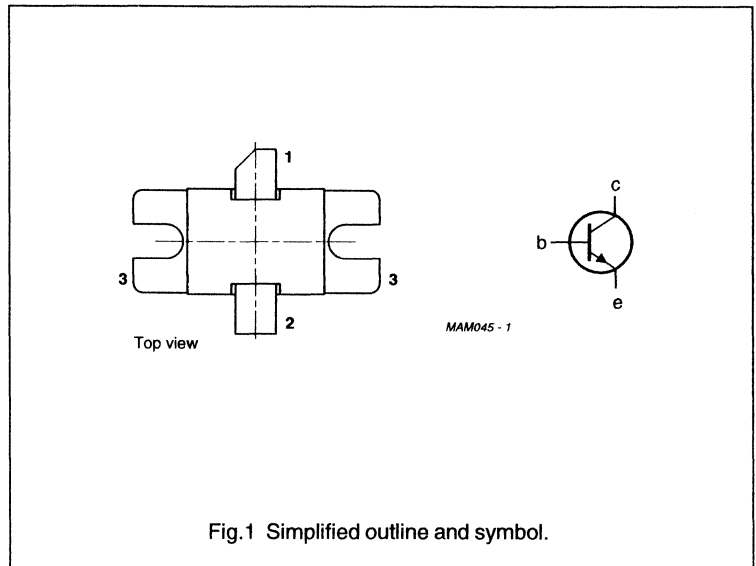 1
c
b
3
3
e
2
MAM045 - 1
Top view
Fig.1 Simplified outline and symbol.